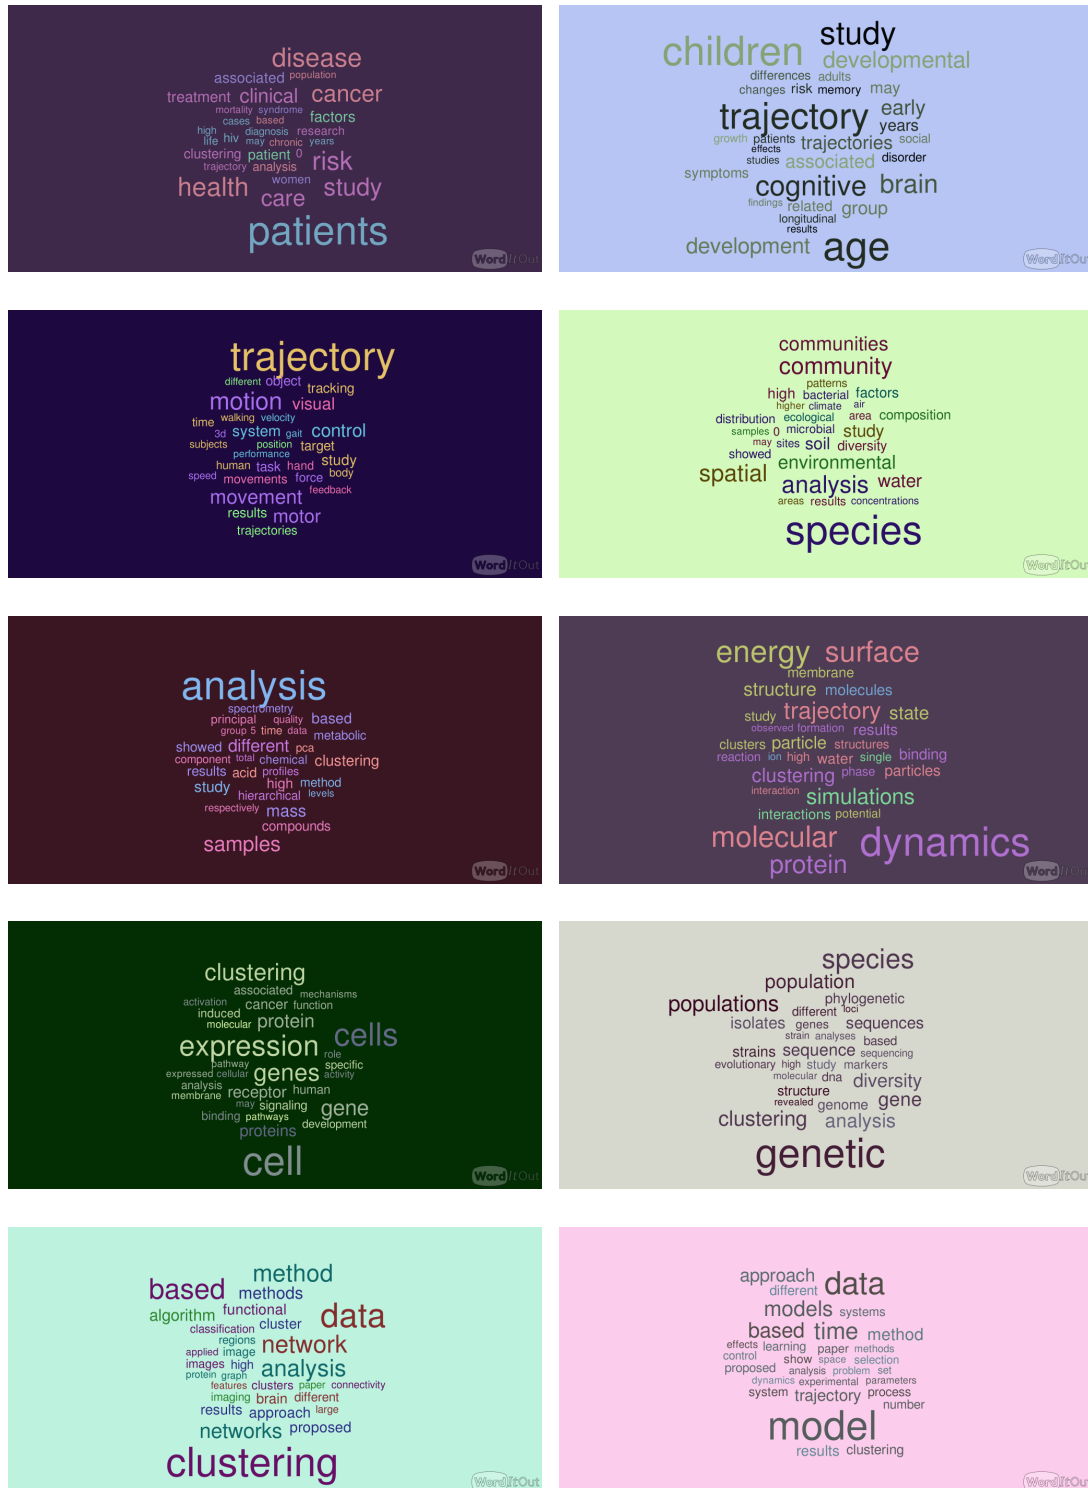 disease
associated population
treatment clinical cancer
mortality syndrome
cases based factors
high life hiv diagnosis research
may chronic years
clustering patient 0 risk
trajectory analysis
health women study
care
patients
WordItOut
children study
developmental
differences adults
changes risk memory may
trajectory early
years
growth patients trajectories social
effects
studies associated disorder
symptoms
cognitive brain
findings related group
longitudinal
results
development age
WordItOut
trajectory
different object tracking
motion visual
time walking velocity
3d system gait control
subjects position target
performance
human task hand study
speed movements force body
movement feedback
results motor
trajectories
WordItOut
communities
community
patterns
high bacterial factors
higher climate air
distribution ecological area composition
samples 0 microbial study
may sites soil diversity
showed
spatial environmental
analysis water
areas results concentrations
species
WordItOut
analysis
spectrometry
principal quality based
group 5 time data metabolic
showed different pca
component total chemical clustering
results acid profiles
study high method
hierarchical levels
respectively mass
compounds
samples
WordItOut
energy surface
membrane
structure molecules
study trajectory state
observed formation results
clusters particle structures
reaction ion high water single binding
clustering phase particles
interaction simulations
interactions potential
molecular dynamics
protein
WordItOut
clustering
associated mechanisms
activation cancer function
induced
molecular protein cells
expression role
pathway specific
expressed cellular genes activity
analysis
membrane receptor human
may signaling gene
binding pathways development
proteins
cell
WordItOut
species
population
populations phylogenetic
different loci
isolates genes sequences
strain analyses
strains sequence based
sequencing
evolutionary high study markers
molecular dna diversity
structure
revealed genome gene
clustering analysis
genetic
WordItOut
method
based methods
algorithm functional data
classification cluster
regions network
applied image
images high analysis
protein graph
features clusters paper connectivity
imaging brain different
results approach large
networks proposed
clustering
WordItOut
approach data
different
models systems
based time method
effects learning paper methods
control show space selection
proposed analysis problem set
dynamics experimental parameters
system trajectory process
number
model
results clustering
WordItOut